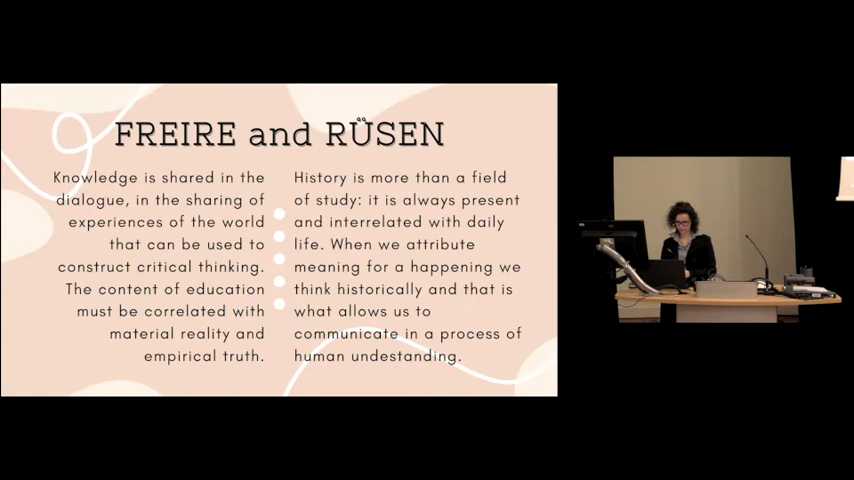 FREIRE and RÜSEN
Knowledge is shared in the
dialogue, in the sharing of
experiences of the world
that can be used to
construct critical thinking.
The content of education
must be correlated with
material reality and
empirical truth.
History is more than a field
of study: it is always present
and interrelated with daily
life. When we attribute
meaning for a happening we
think historically and that is
what allows us to
communicate in a process of
human undestanding.